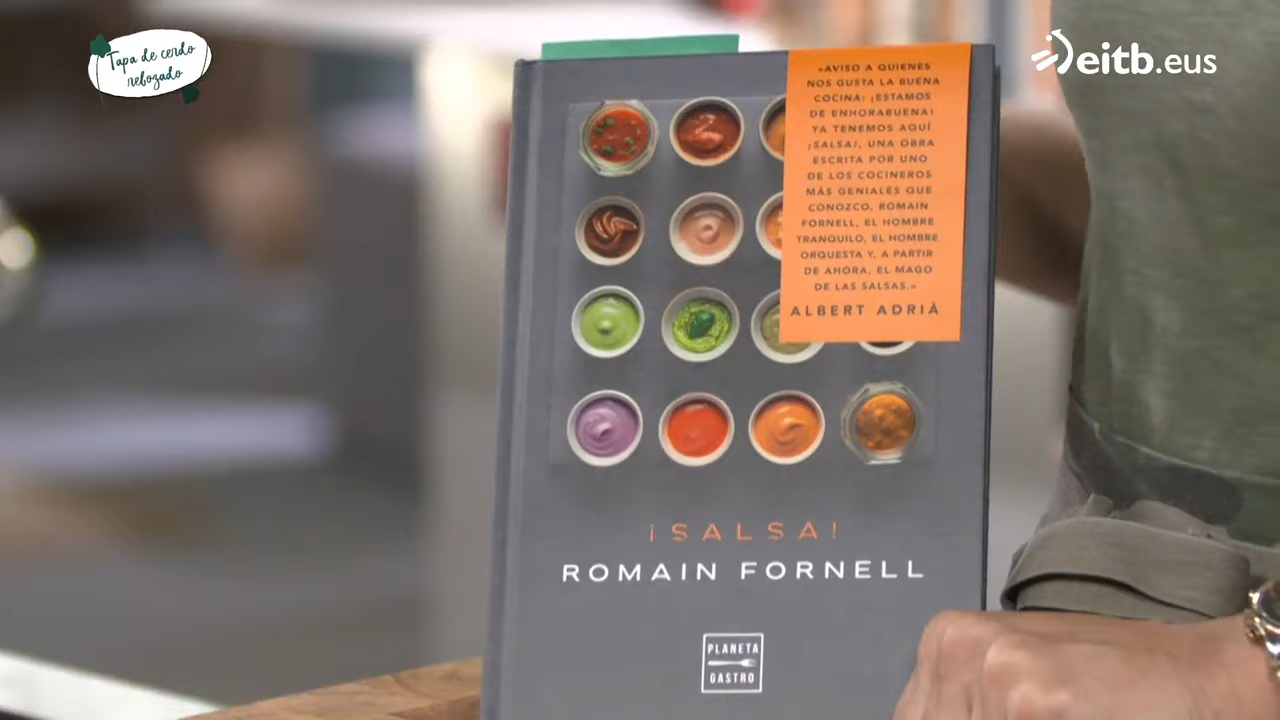 Tapa de cerdo
rebozado
eitb.eus
«AVISO A QUIENES
NOS GUSTA LA BUENA
COCINA: ¡ESTAMOS
DE ENHORABUENA!
YA TENEMOS AQUÍ
¡SALSA!, UNA OBRA
ESCRITA POR UNO
DE LOS COCINEROS
MÁS GENIALES QUE
CONOZCO, ROMAIN
FORNELL, EL HOMBRE
TRANQUILO, EL HOMBRE
ORQUESTA Y, A PARTIR
DE AHORA, EL MAGO
DE LAS SALSAS.»
ALBERT ADRIÀ
¡SALSA!
ROMAIN FORNELL
PLANETA
GASTRO